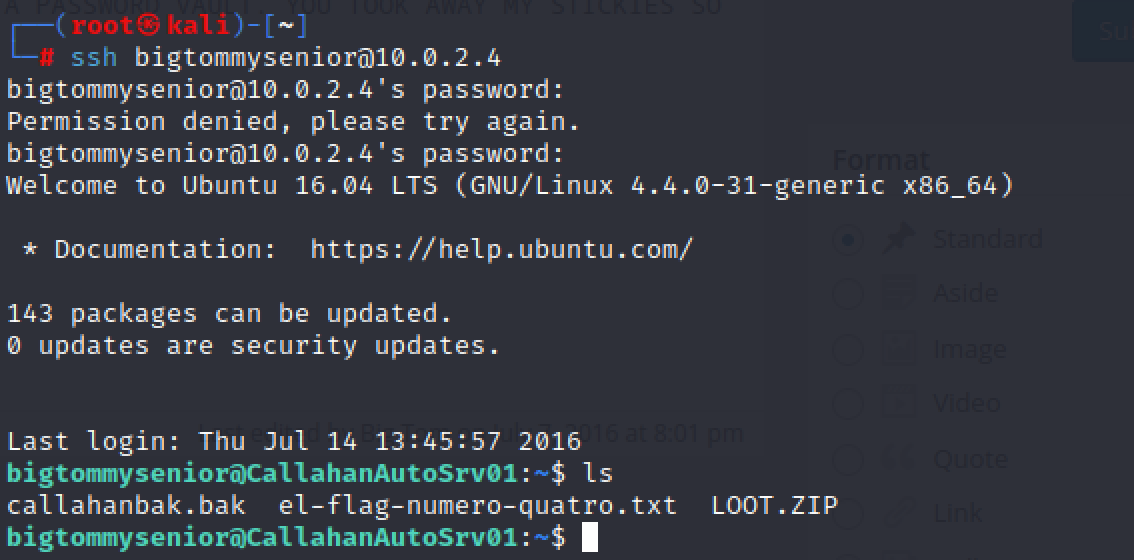 A PASSWORD VAULT. YOU TOOK AWAY MY STICKIES SO
┌──(root㉿kali)-[~]
└─# ssh bigtommysenior@10.0.2.4
bigtommysenior@10.0.2.4's password:
Permission denied, please try again.
bigtommysenior@10.0.2.4's password:
Welcome to Ubuntu 16.04 LTS (GNU/Linux 4.4.0-31-generic x86_64)
* Documentation:  https://help.ubuntu.com/
143 packages can be updated.
0 updates are security updates.
Last login: Thu Jul 14 13:45:57 2016
bigtommysenior@CallahanAutoSrv01:~$ ls
callahanbak.bak  el-flag-numero-quatro.txt  LOOT.ZIP
bigtommysenior@CallahanAutoSrv01:~$
Format
Standard
Aside
Image
Video
Quote
Link
2016 at 8:01 pm